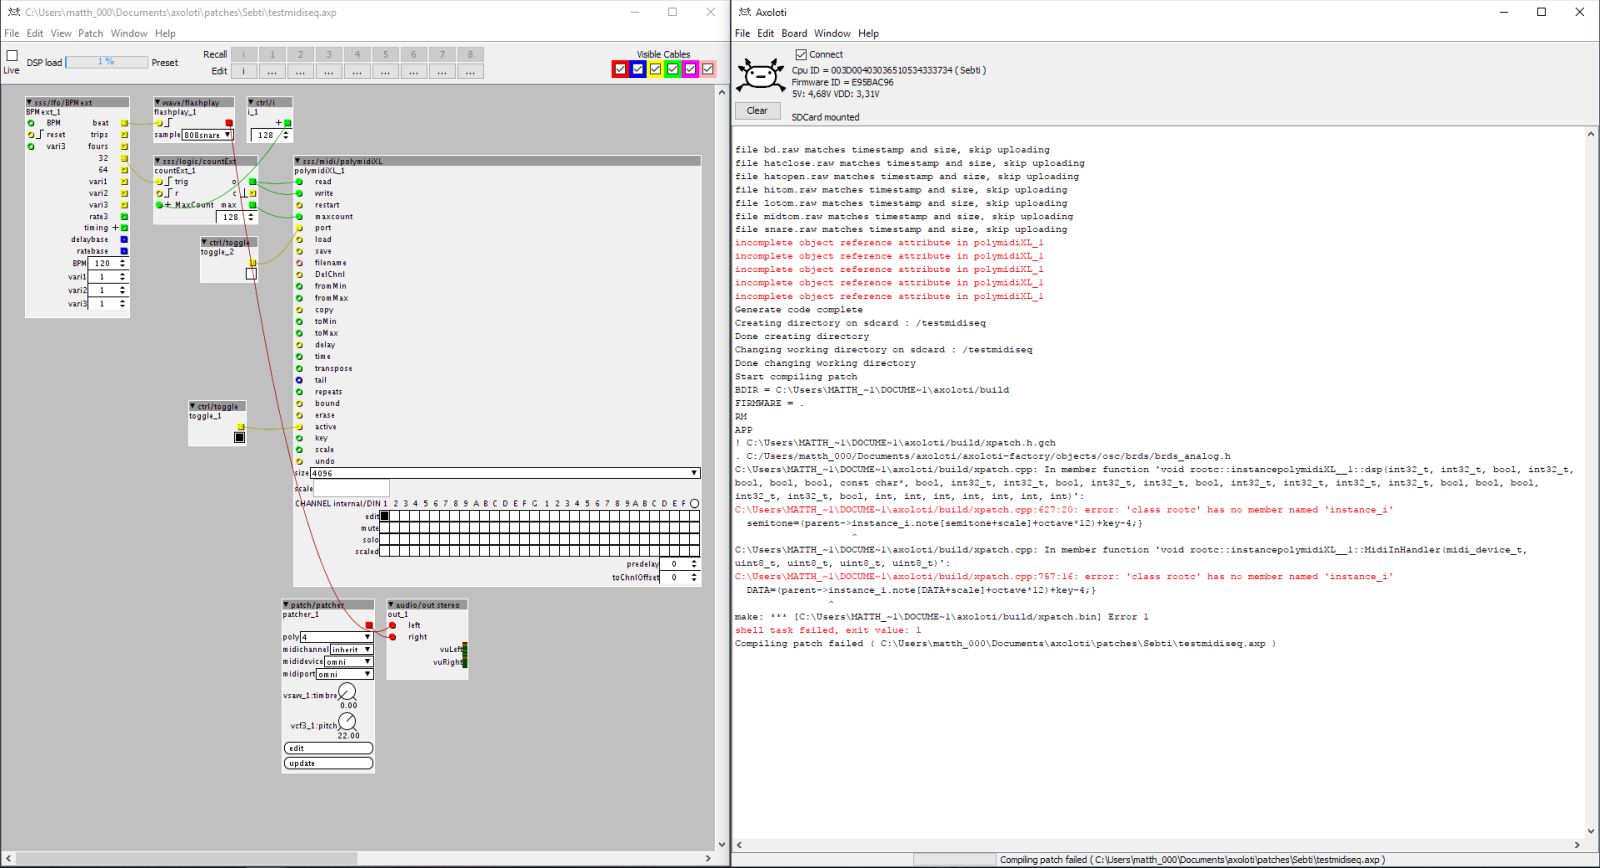 C:\Users\matth_000\Documents\axoloti\patches\Sebti\testmidiseq.axp
File Edit View Patch Window Help
Live
DSP load 1 % Preset
Recall i 1 2 3 4 5 6 7 8
Edit i ... ... ... ... ... ... ... ...
Visible Cables
sss/lfo/BPMext
BPMext_1
BPM beat
reset trips
vari3 fours
32
64
vari1
vari2
vari3
rate3
timing +
delaybase
ratebase
BPM 120
vari1 1
vari2 1
vari3 1
wave/flashplay
flashplay_1
sample 808snare
ctrl/i
i_1
+
128
sss/logic/countExt
countExt_1
trig o
r c
+ MaxCount max
128
ctrl/toggle
toggle_2
ctrl/toggle
toggle_1
sss/midi/polymidiXL
polymidiXL_1
read
write
restart
maxcount
port
load
save
filename
DelChnl
fromMin
fromMax
copy
toMin
toMax
delay
time
transpose
tail
repeats
bound
erase
active
key
scale
undo
size 4096
scale
CHANNEL internal/DIN 1 2 3 4 5 6 7 8 9 A B C D E F G 1 2 3 4 5 6 7 8 9 A B C D E F
edit
mute
solo
scaled
predelay 0
toChnlOffset 0
patch/patcher
patcher_1
poly 4
midichannel inherit
mididevice omni
midiport omni
vsaw_1:timbre
0.00
vcf3_1:pitch
22.00
edit
update
audio/out stereo
out_1
left
right
vuLeft
vuRight
Axoloti
File Edit Board Window Help
Connect
Cpu ID = 003D00403036510534333734 ( Sebti )
Firmware ID = E95BAC96
5V: 4,68V VDD: 3,31V
Clear
SDCard mounted
file bd.raw matches timestamp and size, skip uploading
file hatclose.raw matches timestamp and size, skip uploading
file hatopen.raw matches timestamp and size, skip uploading
file hitom.raw matches timestamp and size, skip uploading
file lotom.raw matches timestamp and size, skip uploading
file midtom.raw matches timestamp and size, skip uploading
file snare.raw matches timestamp and size, skip uploading
incomplete object reference attribute in polymidiXL_1
incomplete object reference attribute in polymidiXL_1
incomplete object reference attribute in polymidiXL_1
incomplete object reference attribute in polymidiXL_1
incomplete object reference attribute in polymidiXL_1
Generate code complete
Creating directory on sdcard : /testmidiseq
Done creating directory
Changing working directory on sdcard : /testmidiseq
Done changing working directory
Start compiling patch
BDIR = C:\Users\MATTH_~1\DOCUME~1\axoloti/build
FIRMWARE = .
RM
APP
! C:\Users\MATTH_~1\DOCUME~1\axoloti/build/xpatch.h.gch
. C:/Users/matth_000/Documents/axoloti/axoloti-factory/objects/osc/brds/brds_analog.h
C:\Users\MATTH_~1\DOCUME~1\axoloti/build/xpatch.cpp: In member function 'void rootc::instancepolymidiXL__1::dsp(int32_t, int32_t, bool, int32_t,
bool, bool, bool, const char*, bool, int32_t, int32_t, bool, int32_t, int32_t, bool, int32_t, int32_t, int32_t, int32_t, bool, bool, bool,
int32_t, int32_t, bool, int, int, int, int, int, int, int)':
C:\Users\MATTH_~1\DOCUME~1\axoloti/build/xpatch.cpp:627:20: error: 'class rootc' has no member named 'instance_i'
semitone=(parent->instance_i.note[semitone+scale]+octave*12)+key-4;}
^
C:\Users\MATTH_~1\DOCUME~1\axoloti/build/xpatch.cpp: In member function 'void rootc::instancepolymidiXL__1::MidiInHandler(midi_device_t,
uint8_t, uint8_t, uint8_t, uint8_t)':
C:\Users\MATTH_~1\DOCUME~1\axoloti/build/xpatch.cpp:757:16: error: 'class rootc' has no member named 'instance_i'
DATA=(parent->instance_i.note[DATA+scale]+octave*12)+key-4;}
^
make: *** [C:\Users\MATTH_~1\DOCUME~1\axoloti/build/xpatch.bin] Error 1
shell task failed, exit value: 1
Compiling patch failed ( C:\Users\matth_000\Documents\axoloti\patches\Sebti\testmidiseq.axp )
Compiling patch failed ( C:\Users\matth_000\Documents\axoloti\patches\Sebti\testmidiseq.axp )